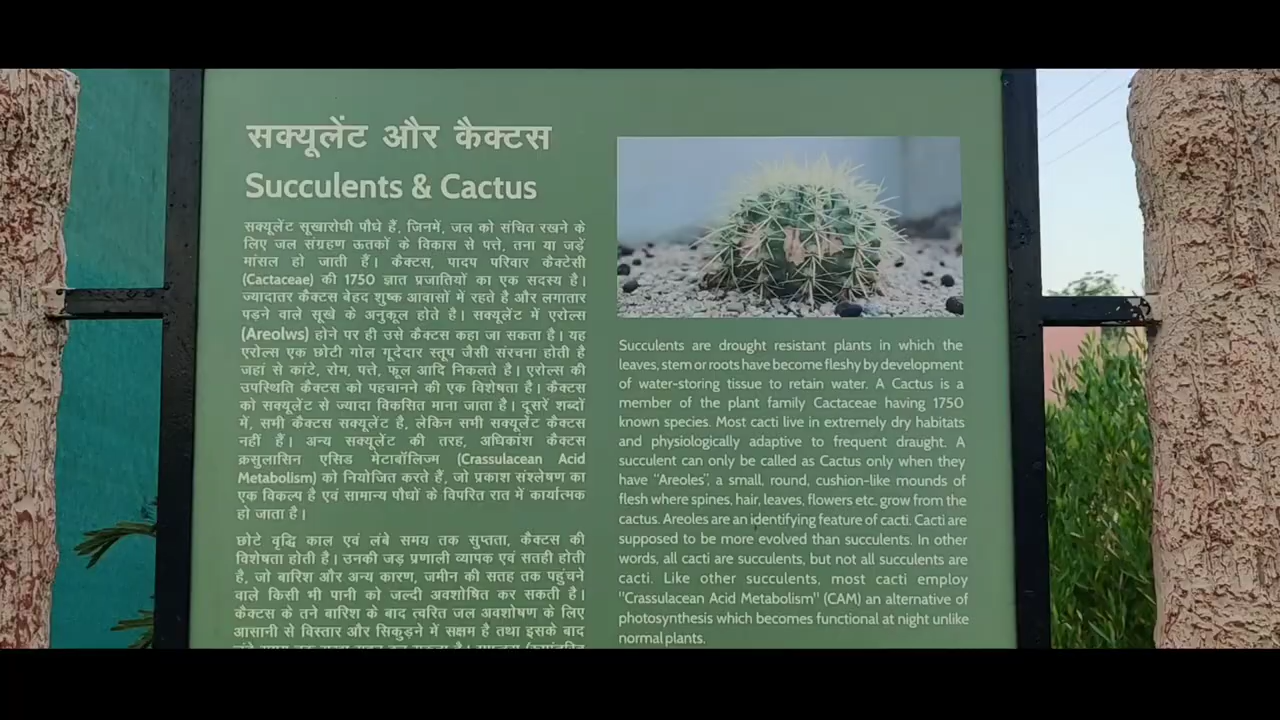 सक्यूलेंट और कैक्टस
Succulents & Cactus
सक्यूलेंट सूखारोधी पौधे हैं, जिनमें, जल को संचित रखने के
लिए जल संग्रहण ऊतकों के विकास से पत्ते, तना या जड़ें
मांसल हो जाती हैं। कैक्टस, पादप परिवार कैक्टेसी
(Cactaceae) की 1750 ज्ञात प्रजातियों का एक सदस्य है।
ज्यादातर कैक्टस बेहद शुष्क आवासों में रहते है और लगातार
पड़ने वाले सूखे के अनुकूल होते है। सक्यूलेंट में एरोल्स
(Areolws) होने पर ही उसे कैक्टस कहा जा सकता है। यह
एरोल्स एक छोटी गोल गूदेदार स्तूप जैसी संरचना होती है
जहां से कांटे, रोम, पत्ते, फूल आदि निकलते है। एरोल्स की
उपस्थिति कैक्टस को पहचानने की एक विशेषता है। कैक्टस
को सक्यूलेंट से ज्यादा विकसित माना जाता है। दूसरें शब्दों
में, सभी कैक्टस सक्यूलेंट है, लेकिन सभी सक्यूलेंट कैक्टस
नहीं हैं। अन्य सक्यूलेंट की तरह, अधिकांश कैक्टस
क्रसुलासिन एसिड मेटाबॉलिज्म (Crassulacean Acid
Metabolism) को नियोजित करते हैं, जो प्रकाश संश्लेषण का
एक विकल्प है एवं सामान्य पौधों के विपरित रात में कार्यात्मक
हो जाता है।
छोटे वृद्धि काल एवं लंबे समय तक सुप्तता, कैक्टस की
विशेषता होती है। उनकी जड़ प्रणाली व्यापक एवं सतही होती
है, जो बारिश और अन्य कारण, जमीन की सतह तक पहुंचने
वाले किसी भी पानी को जल्दी अवशोषित कर सकती है।
कैक्टस के तने बारिश के बाद त्वरित जल अवशोषण के लिए
आसानी से विस्तार और सिकुड़ने में सक्षम है तथा इसके बाद
Succulents are drought resistant plants in which the
leaves, stem or roots have become fleshy by development
of water-storing tissue to retain water. A Cactus is a
member of the plant family Cactaceae having 1750
known species. Most cacti live in extremely dry habitats
and physiologically adaptive to frequent draught. A
succulent can only be called as Cactus only when they
have "Areoles", a small, round, cushion-like mounds of
flesh where spines, hair, leaves, flowers etc. grow from the
cactus. Areoles are an identifying feature of cacti. Cacti are
supposed to be more evolved than succulents. In other
words, all cacti are succulents, but not all succulents are
cacti. Like other succulents, most cacti employ
"Crassulacean Acid Metabolism" (CAM) an alternative of
photosynthesis which becomes functional at night unlike
normal plants.